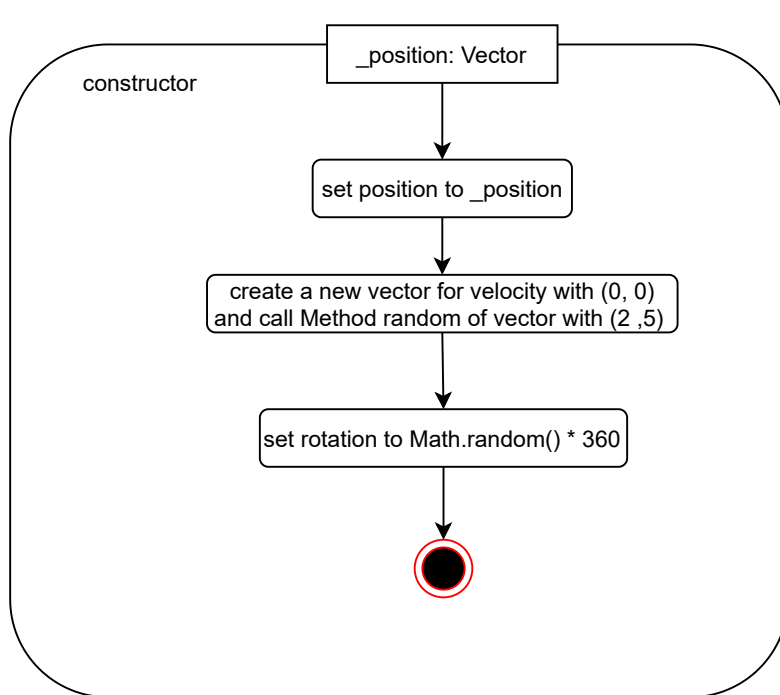 _position: Vector
constructor
set position to _position
create a new vector for velocity with (0, 0)
and call Method random of vector with (2 ,5)
set rotation to Math.random() * 360